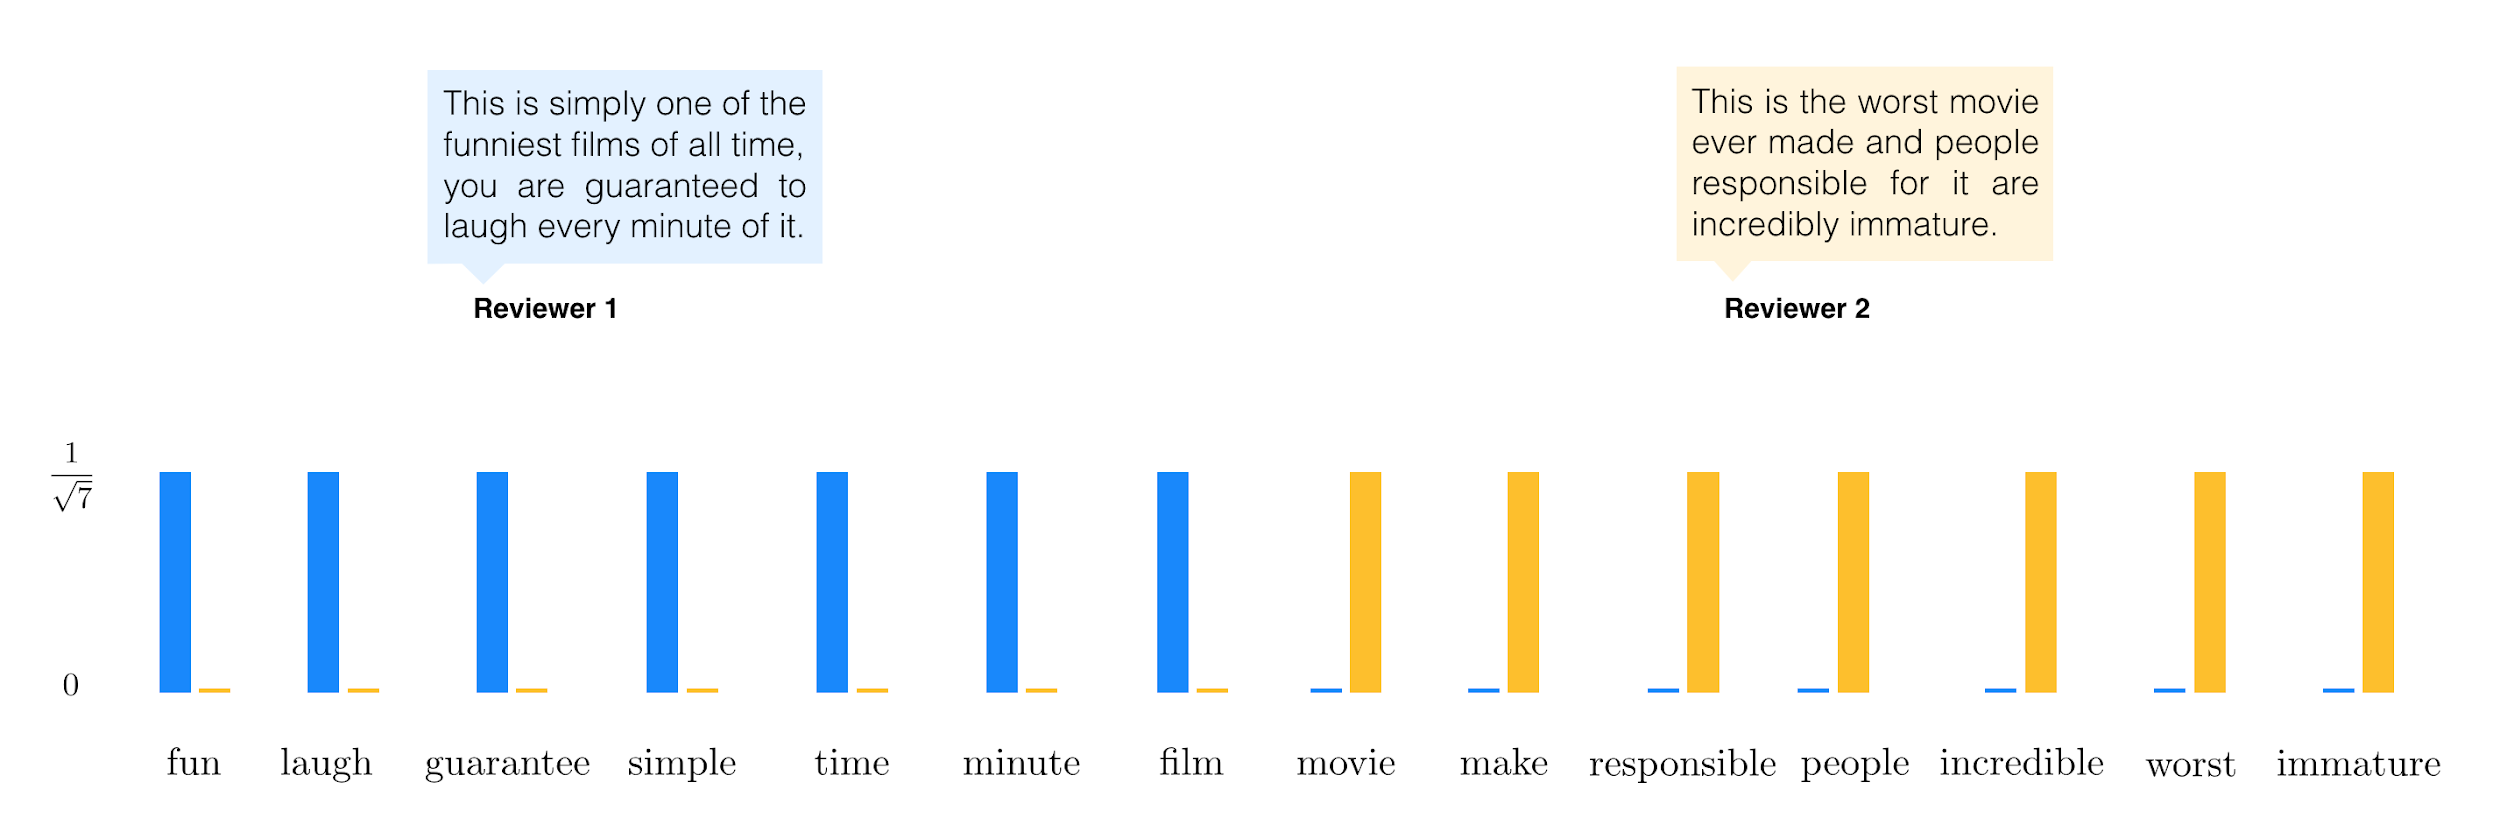 This is simply one of the
funniest films of all time,
you are guaranteed to
laugh every minute of it.
Reviewer 1
This is the worst movie
ever made and people
responsible for it are
incredibly immature.
Reviewer 2
1
√7
0
fun laugh guarantee simple time minute film movie make responsible people incredible worst immature